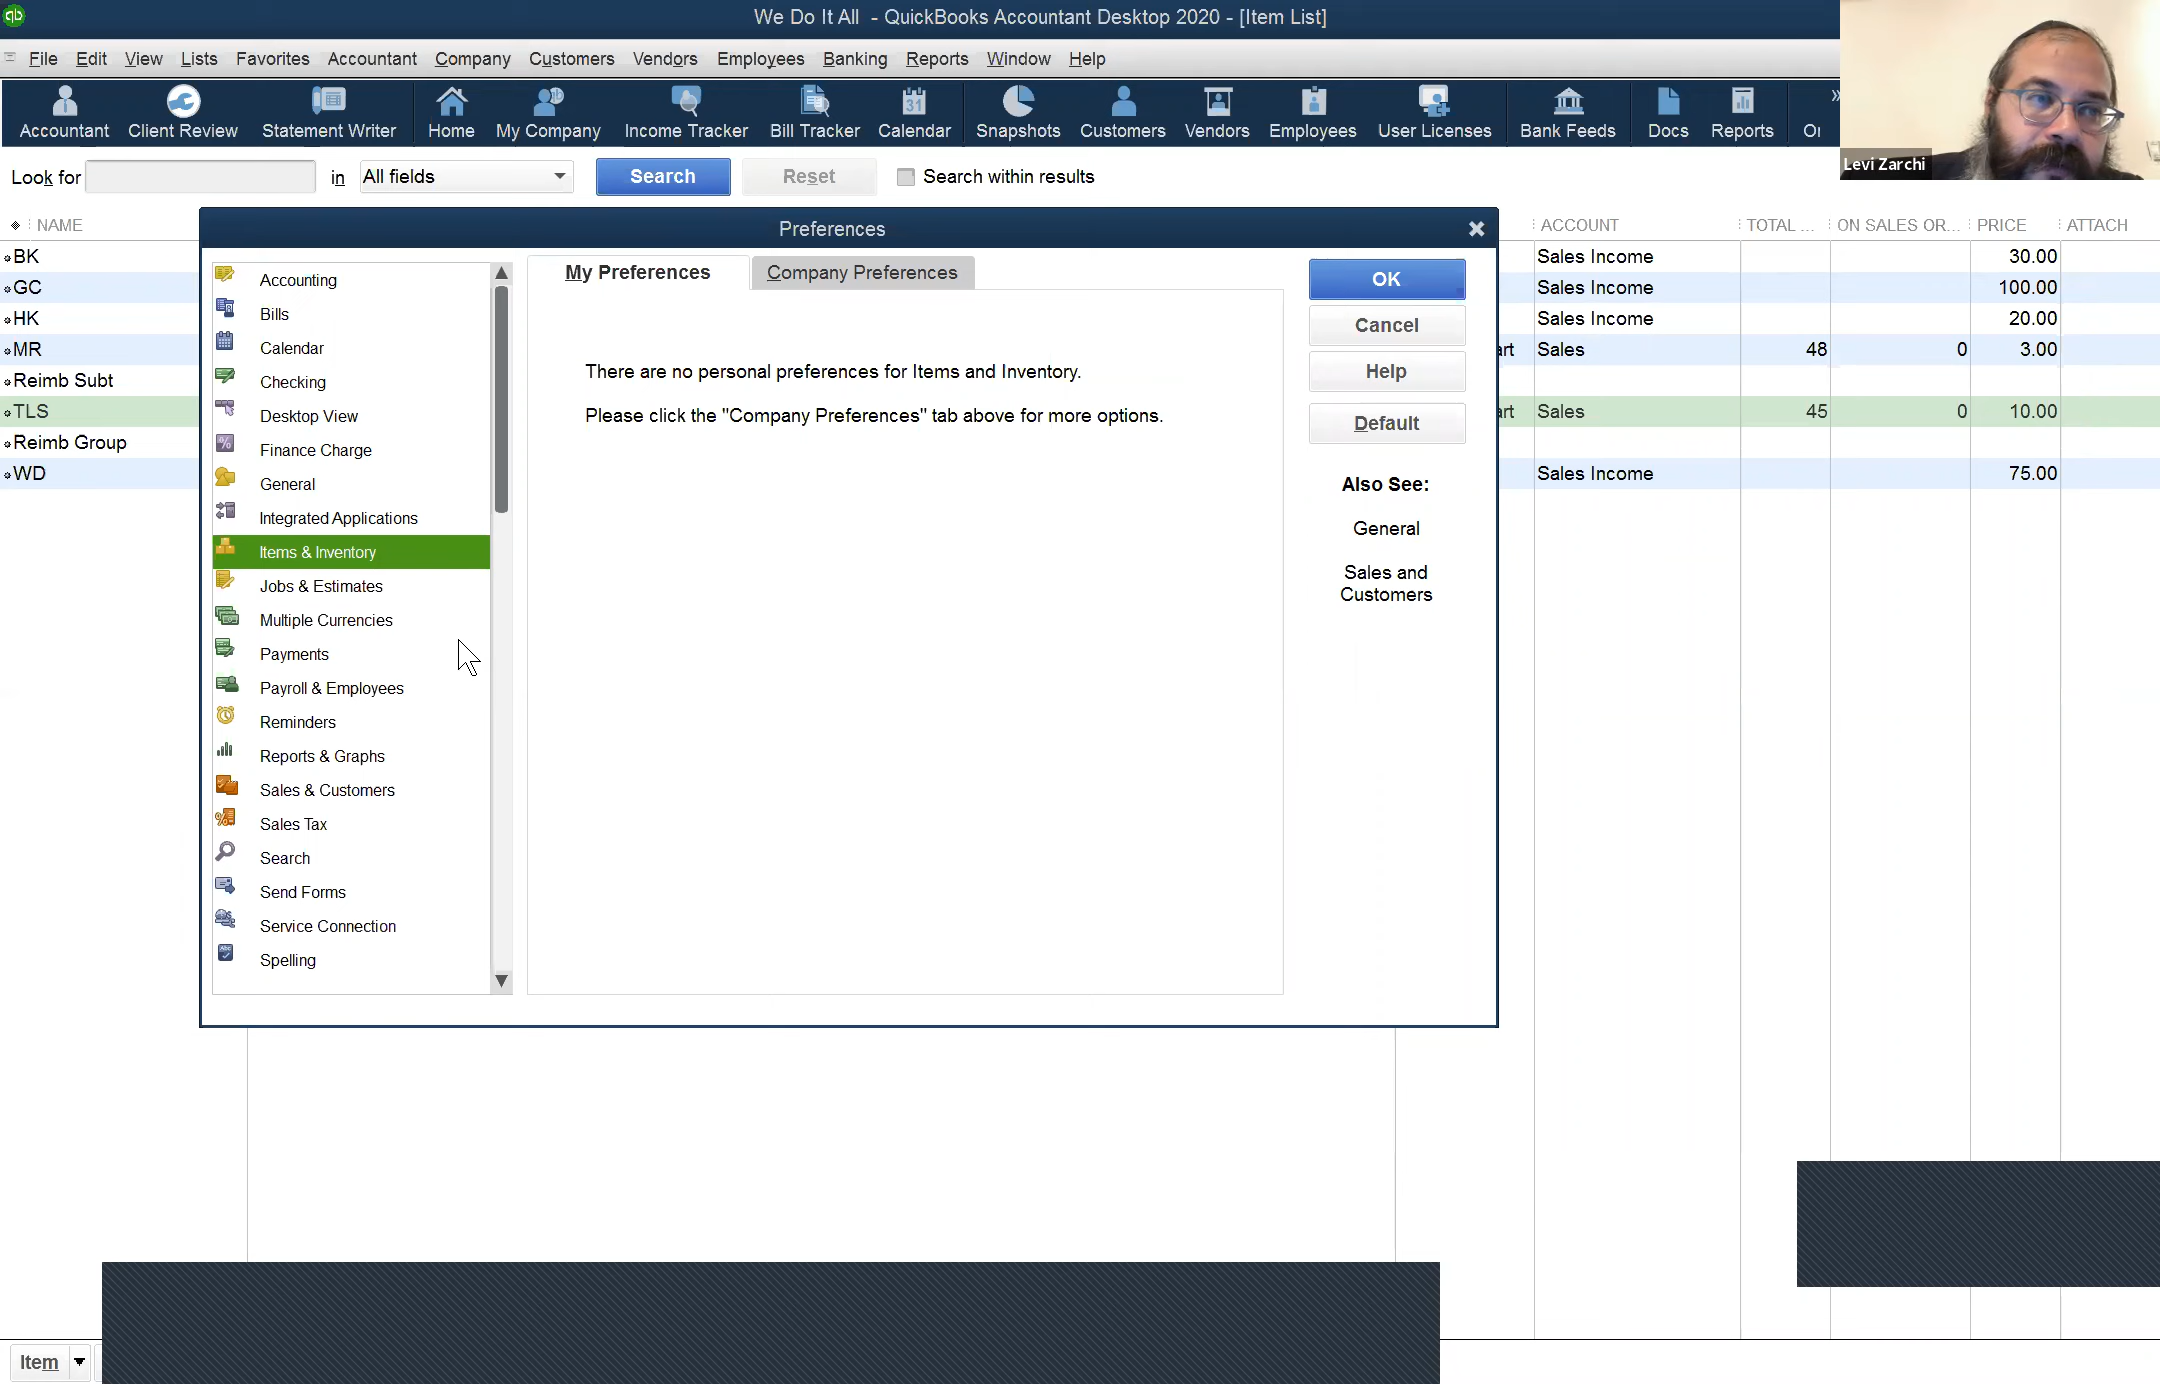 We Do It All - QuickBooks Accountant Desktop 2020 - [Item List]
File Edit View Lists Favorites Accountant Company Customers Vendors Employees Banking Reports Window Help
Accountant Client Review Statement Writer Home My Company Income Tracker Bill Tracker Calendar Snapshots Customers Vendors Employees User Licenses Bank Feeds Docs Reports
Levi Zarchi
Look for in All fields Search Reset Search within results
NAME ACCOUNT TOTAL ... ON SALES OR... PRICE ATTACH
BK Sales Income 30.00
GC Sales Income 100.00
HK Sales Income 20.00
MR Sales 48 0 3.00
Reimb Subt
TLS Sales 45 0 10.00
Reimb Group
WD Sales Income 75.00
Preferences
Accounting
Bills
Calendar
Checking
Desktop View
Finance Charge
General
Integrated Applications
Items & Inventory
Jobs & Estimates
Multiple Currencies
Payments
Payroll & Employees
Reminders
Reports & Graphs
Sales & Customers
Sales Tax
Search
Send Forms
Service Connection
Spelling
My Preferences Company Preferences
There are no personal preferences for Items and Inventory.
Please click the "Company Preferences" tab above for more options.
OK
Cancel
Help
Default
Also See:
General
Sales and
Customers
Item